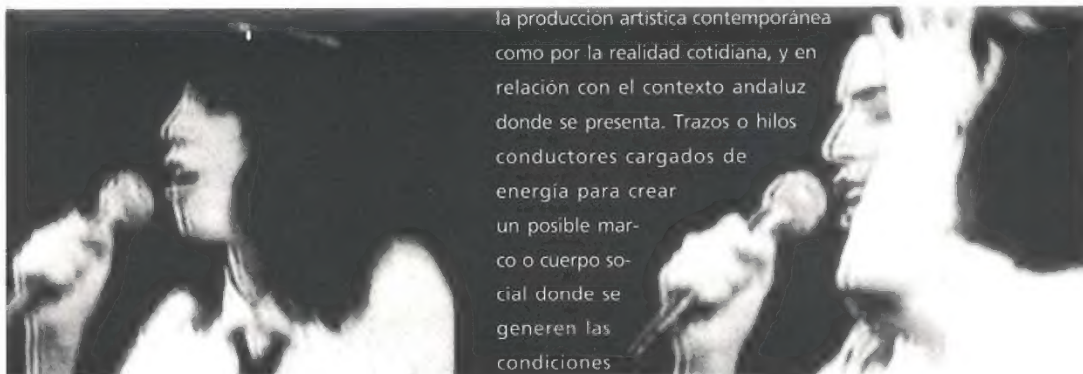 la producción artística contemporánea
como por la realidad cotidiana, y en
relación con el contexto andaluz
donde se presenta. Trazos o hilos
conductores cargados de
energía para crear
un posible mar-
co o cuerpo so-
cial donde se
generen las
condiciones